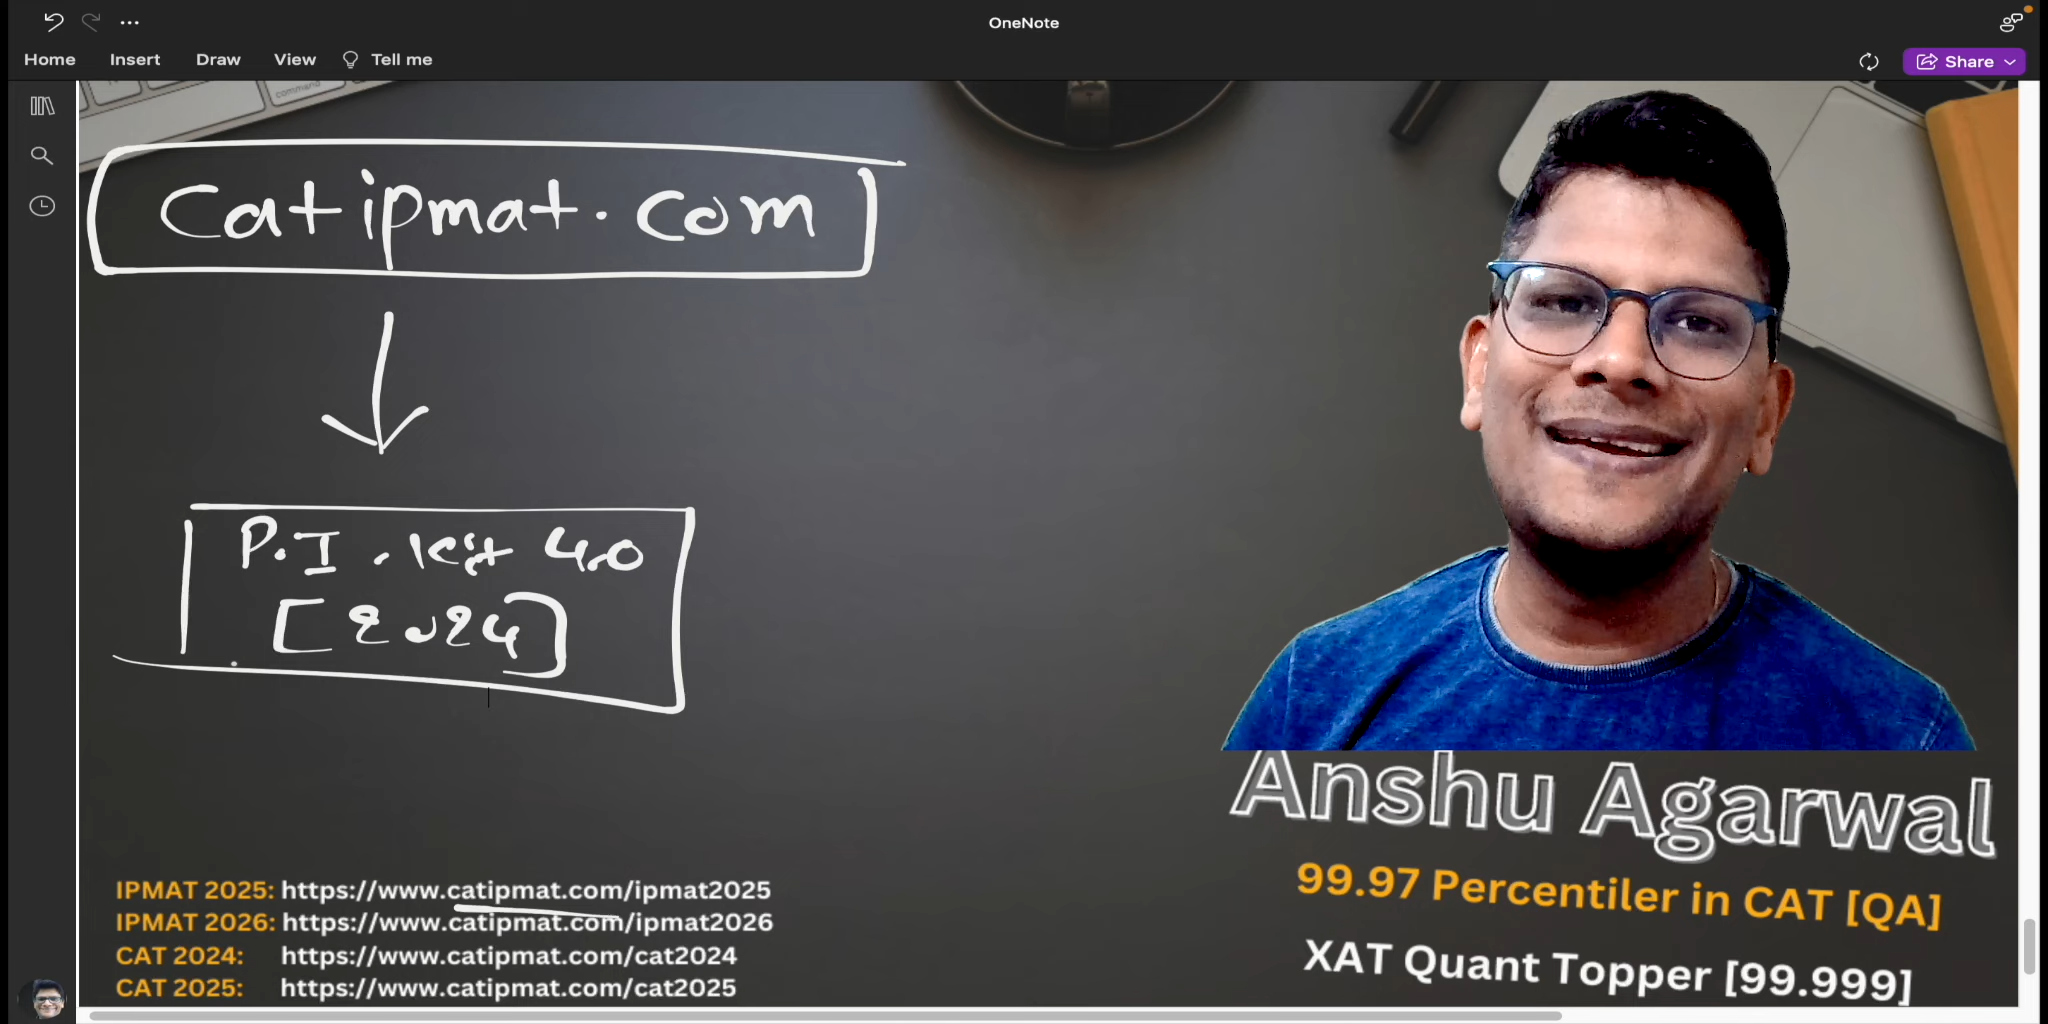 OneNote
Home Insert Draw View Tell me
Share
command
Catipmat.com
P.I. kit 4.0
[2024]
Anshu Agarwal
99.97 Percentiler in CAT [QA]
XAT Quant Topper [99.999]
IPMAT 2025: https://www.catipmat.com/ipmat2025
IPMAT 2026: https://www.catipmat.com/ipmat2026
CAT 2024: https://www.catipmat.com/cat2024
CAT 2025: https://www.catipmat.com/cat2025